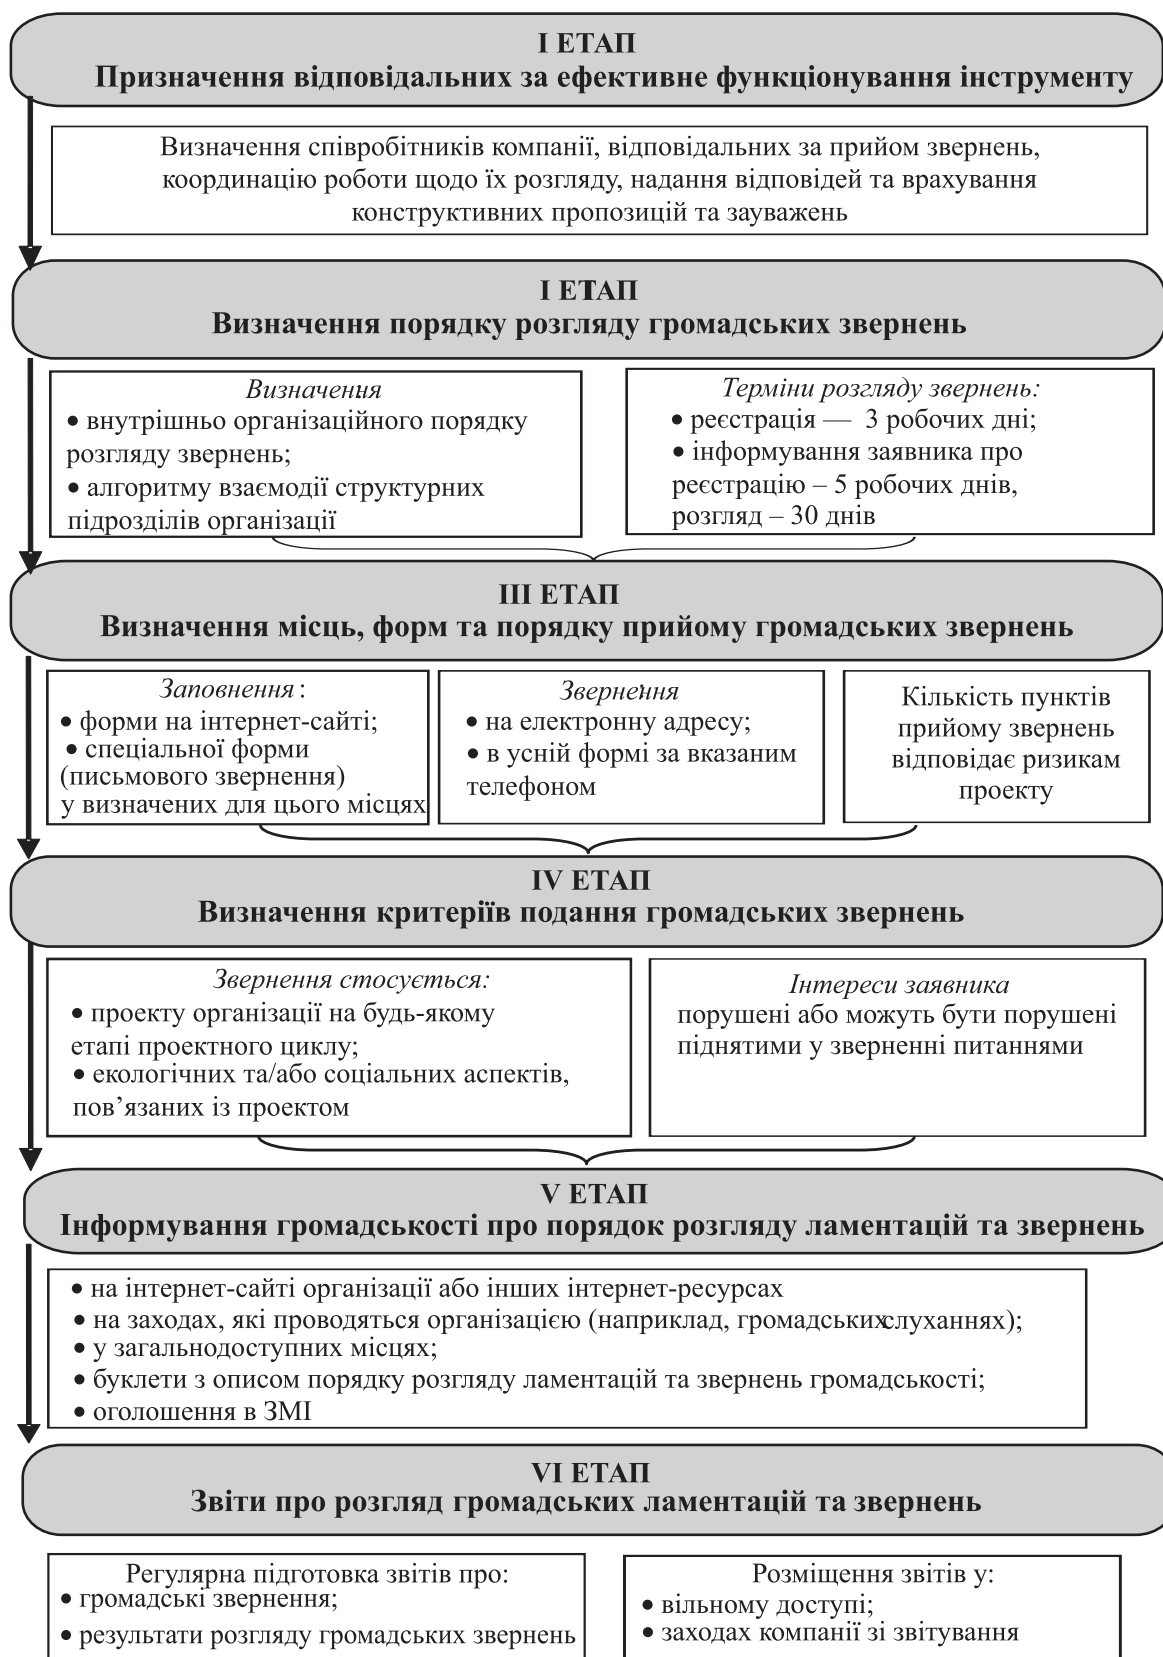 І ЕТАП
Призначення відповідальних за ефективне функціонування інструменту
Визначення співробітників компанії, відповідальних за прийом звернень,
координацію роботи щодо їх розгляду, надання відповідей та врахування
конструктивних пропозицій та зауважень
І ЕТАП
Визначення порядку розгляду громадських звернень
Визначення:
• внутрішньо організаційного порядку
розгляду звернень;
• алгоритму взаємодії структурних
підрозділів організації
Терміни розгляду звернень:
• реєстрація — 3 робочих дні;
• інформування заявника про
реєстрацію – 5 робочих днів,
розгляд – 30 днів
ІІІ ЕТАП
Визначення місць, форм та порядку прийому громадських звернень
Заповнення :
• форми на інтернет-сайті;
• спеціальної форми
(письмового звернення)
у визначених для цього місцях
Звернення
• на електронну адресу;
• в усній формі за вказаним
телефоном
Кількість пунктів
прийому звернень
відповідає ризикам
проекту
IV ЕТАП
Визначення критеріїв подання громадських звернень
Звернення стосується:
• проекту організації на будь-якому
етапі проектного циклу;
• екологічних та/або соціальних аспектів,
пов’язаних із проектом
Інтереси заявника
порушені або можуть бути порушені
піднятими у зверненні питаннями
V ЕТАП
Інформування громадськості про порядок розгляду ламентацій та звернень
• на інтернет-сайті організації або інших інтернет-ресурсах
• на заходах, які проводяться організацією (наприклад, громадських слуханнях);
• у загальнодоступних місцях;
• буклети з описом порядку розгляду ламентацій та звернень громадськості;
• оголошення в ЗМІ
VI ЕТАП
Звіти про розгляд громадських ламентацій та звернень
Регулярна підготовка звітів про:
• громадські звернення;
• результати розгляду громадських звернень
Розміщення звітів у:
• вільному доступі;
• заходах компанії зі звітування